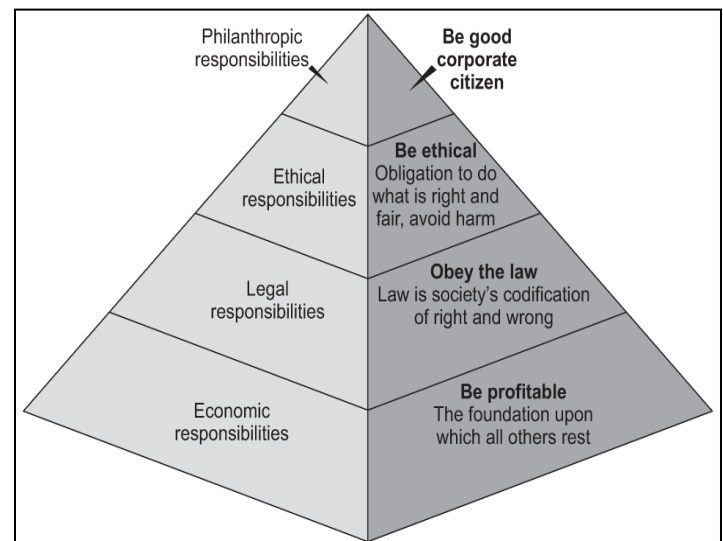 Philanthropic
responsibilities
Be good
corporate
citizen
Ethical
responsibilities
Be ethical
Obligation to do
what is right and
fair, avoid harm
Legal
responsibilities
Obey the law
Law is society's codification
of right and wrong
Economic
responsibilities
Be profitable
The foundation upon
which all others rest